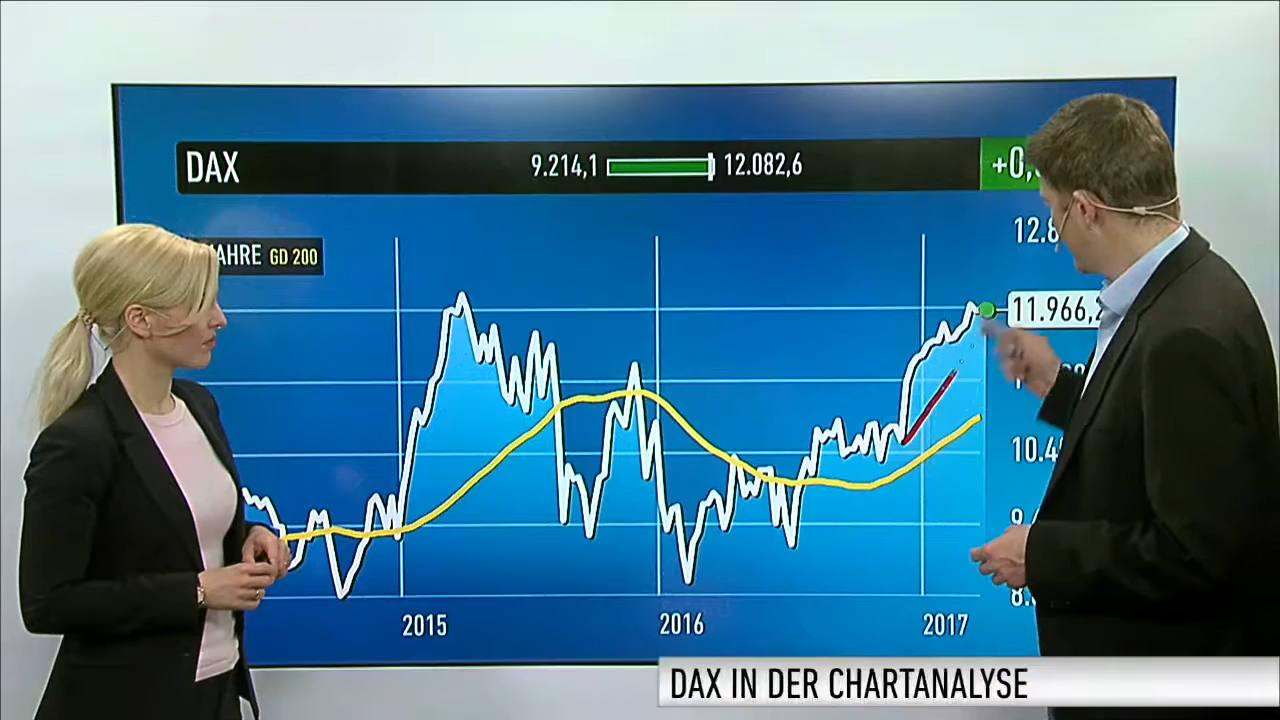 DAX
9.214,1
12.082,6
GD 200
11.966,
2015
2016
2017
DAX IN DER CHARTANALYSE